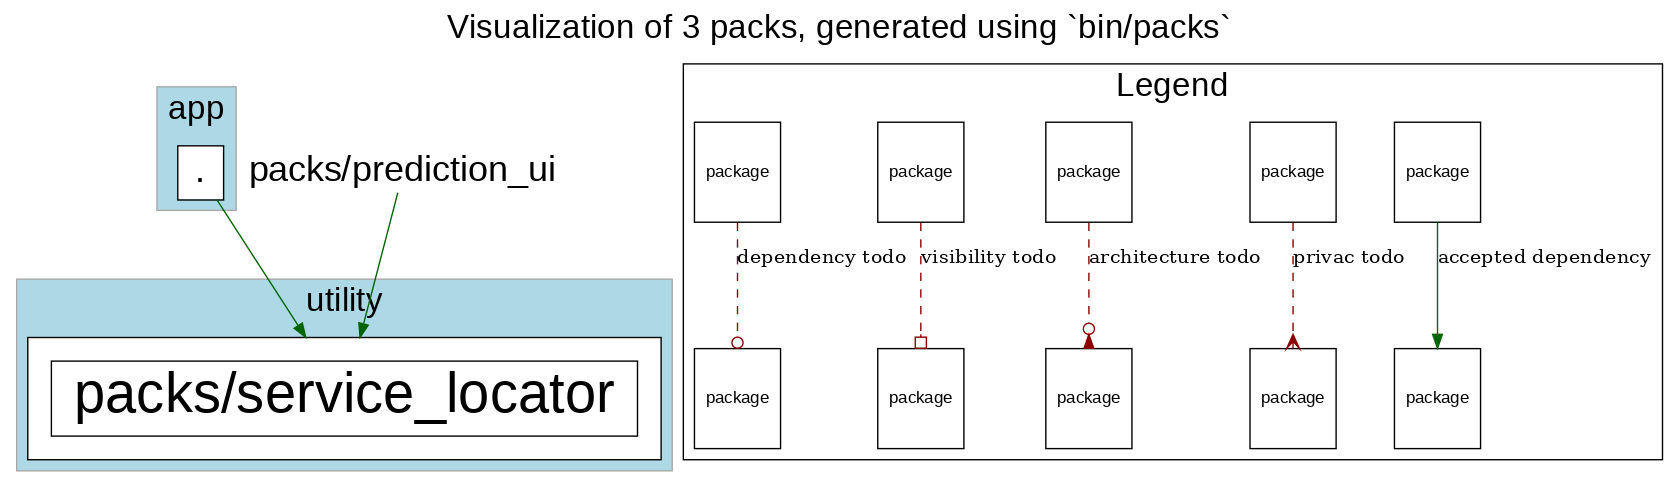 Visualization of 3 packs, generated using `bin/packs`
app
.
packs/prediction_ui
utility
packs/service_locator
Legend
package
package
package
package
package
dependency todo
visibility todo
architecture todo
privac todo
accepted dependency
package
package
package
package
package